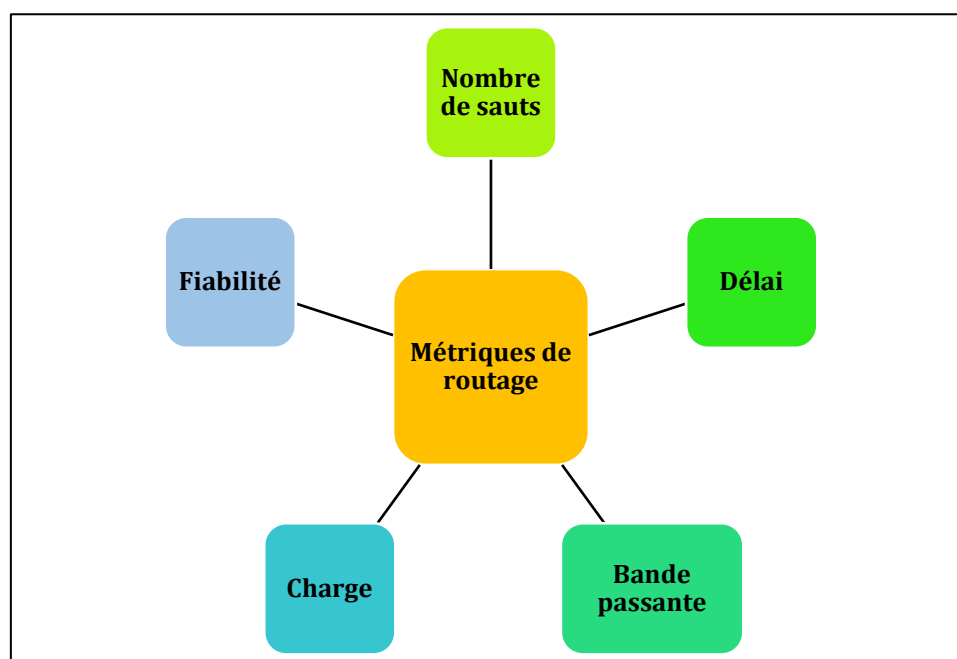 Nombre
de sauts
Fiabilité
Délai
Métriques de
routage
Charge
Bande
passante